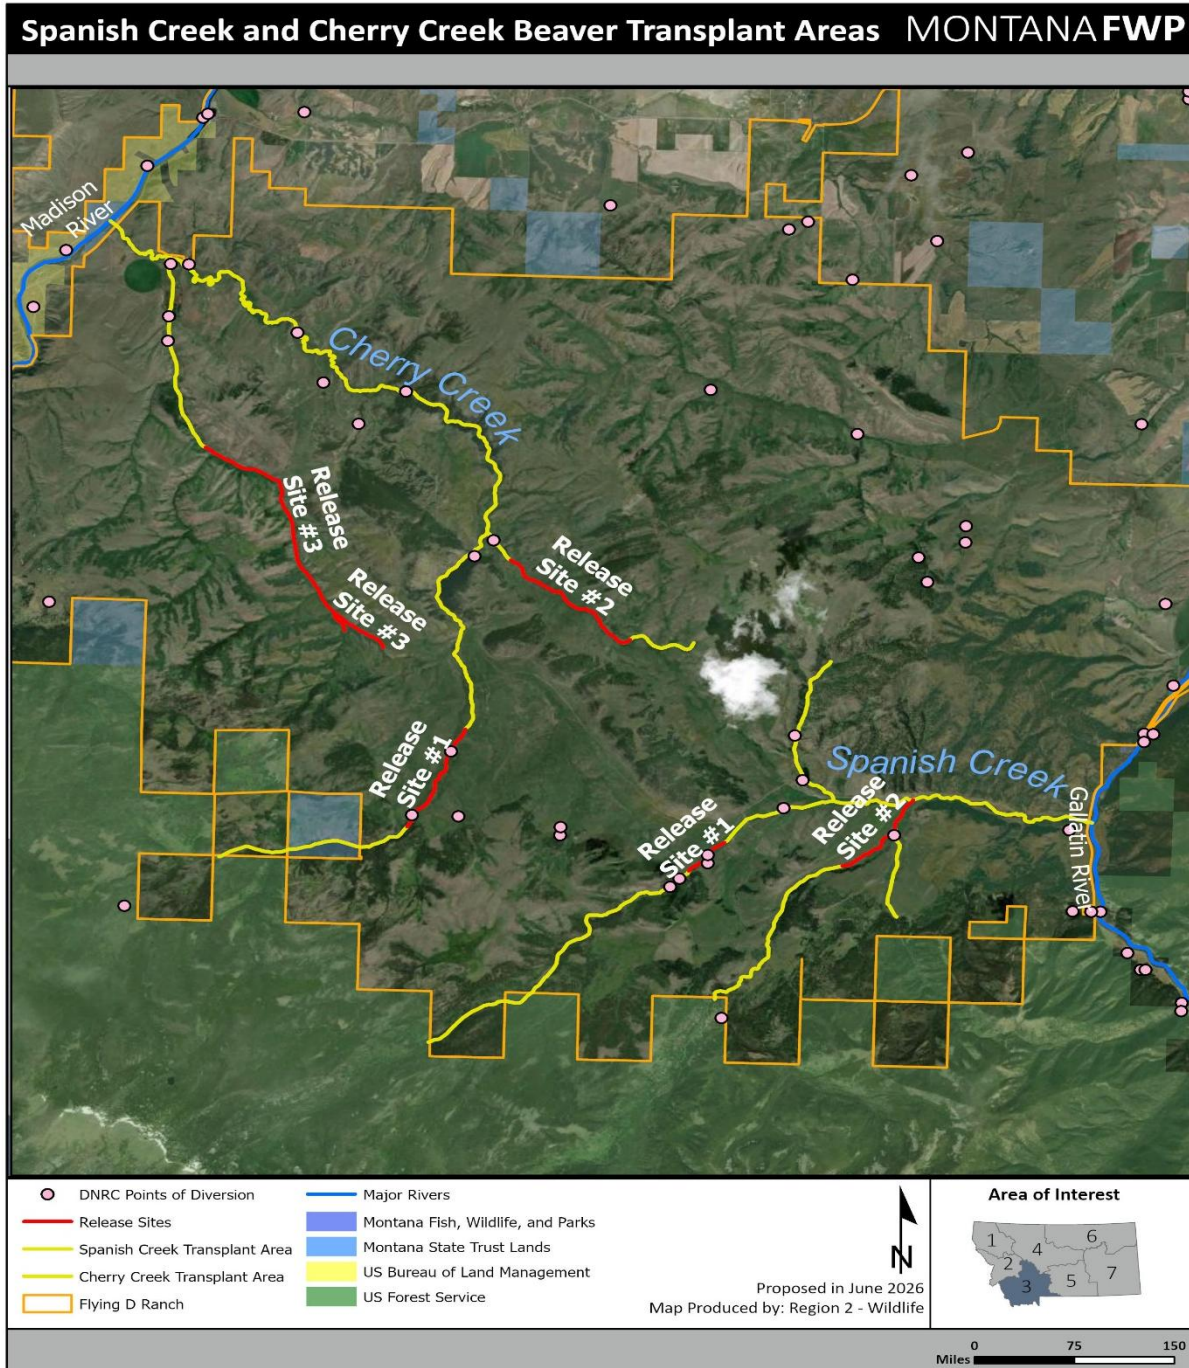 Spanish Creek and Cherry Creek Beaver Transplant Areas MONTANA FWP
Madison
River
Cherry Creek
Release
Site #3
Release
Site #3
Release
Site #2
Release
Site #1
Spanish Creek
Release
Site #1
Release
Site #2
Gallatin River
DNRC Points of Diversion
Release Sites
Spanish Creek Transplant Area
Cherry Creek Transplant Area
Flying D Ranch
Major Rivers
Montana Fish, Wildlife, and Parks
Montana State Trust Lands
US Bureau of Land Management
US Forest Service
N
Proposed in June 2026
Map Produced by: Region 2 - Wildlife
Area of Interest
1
2
3
4
5
6
7
0 75 150
Miles